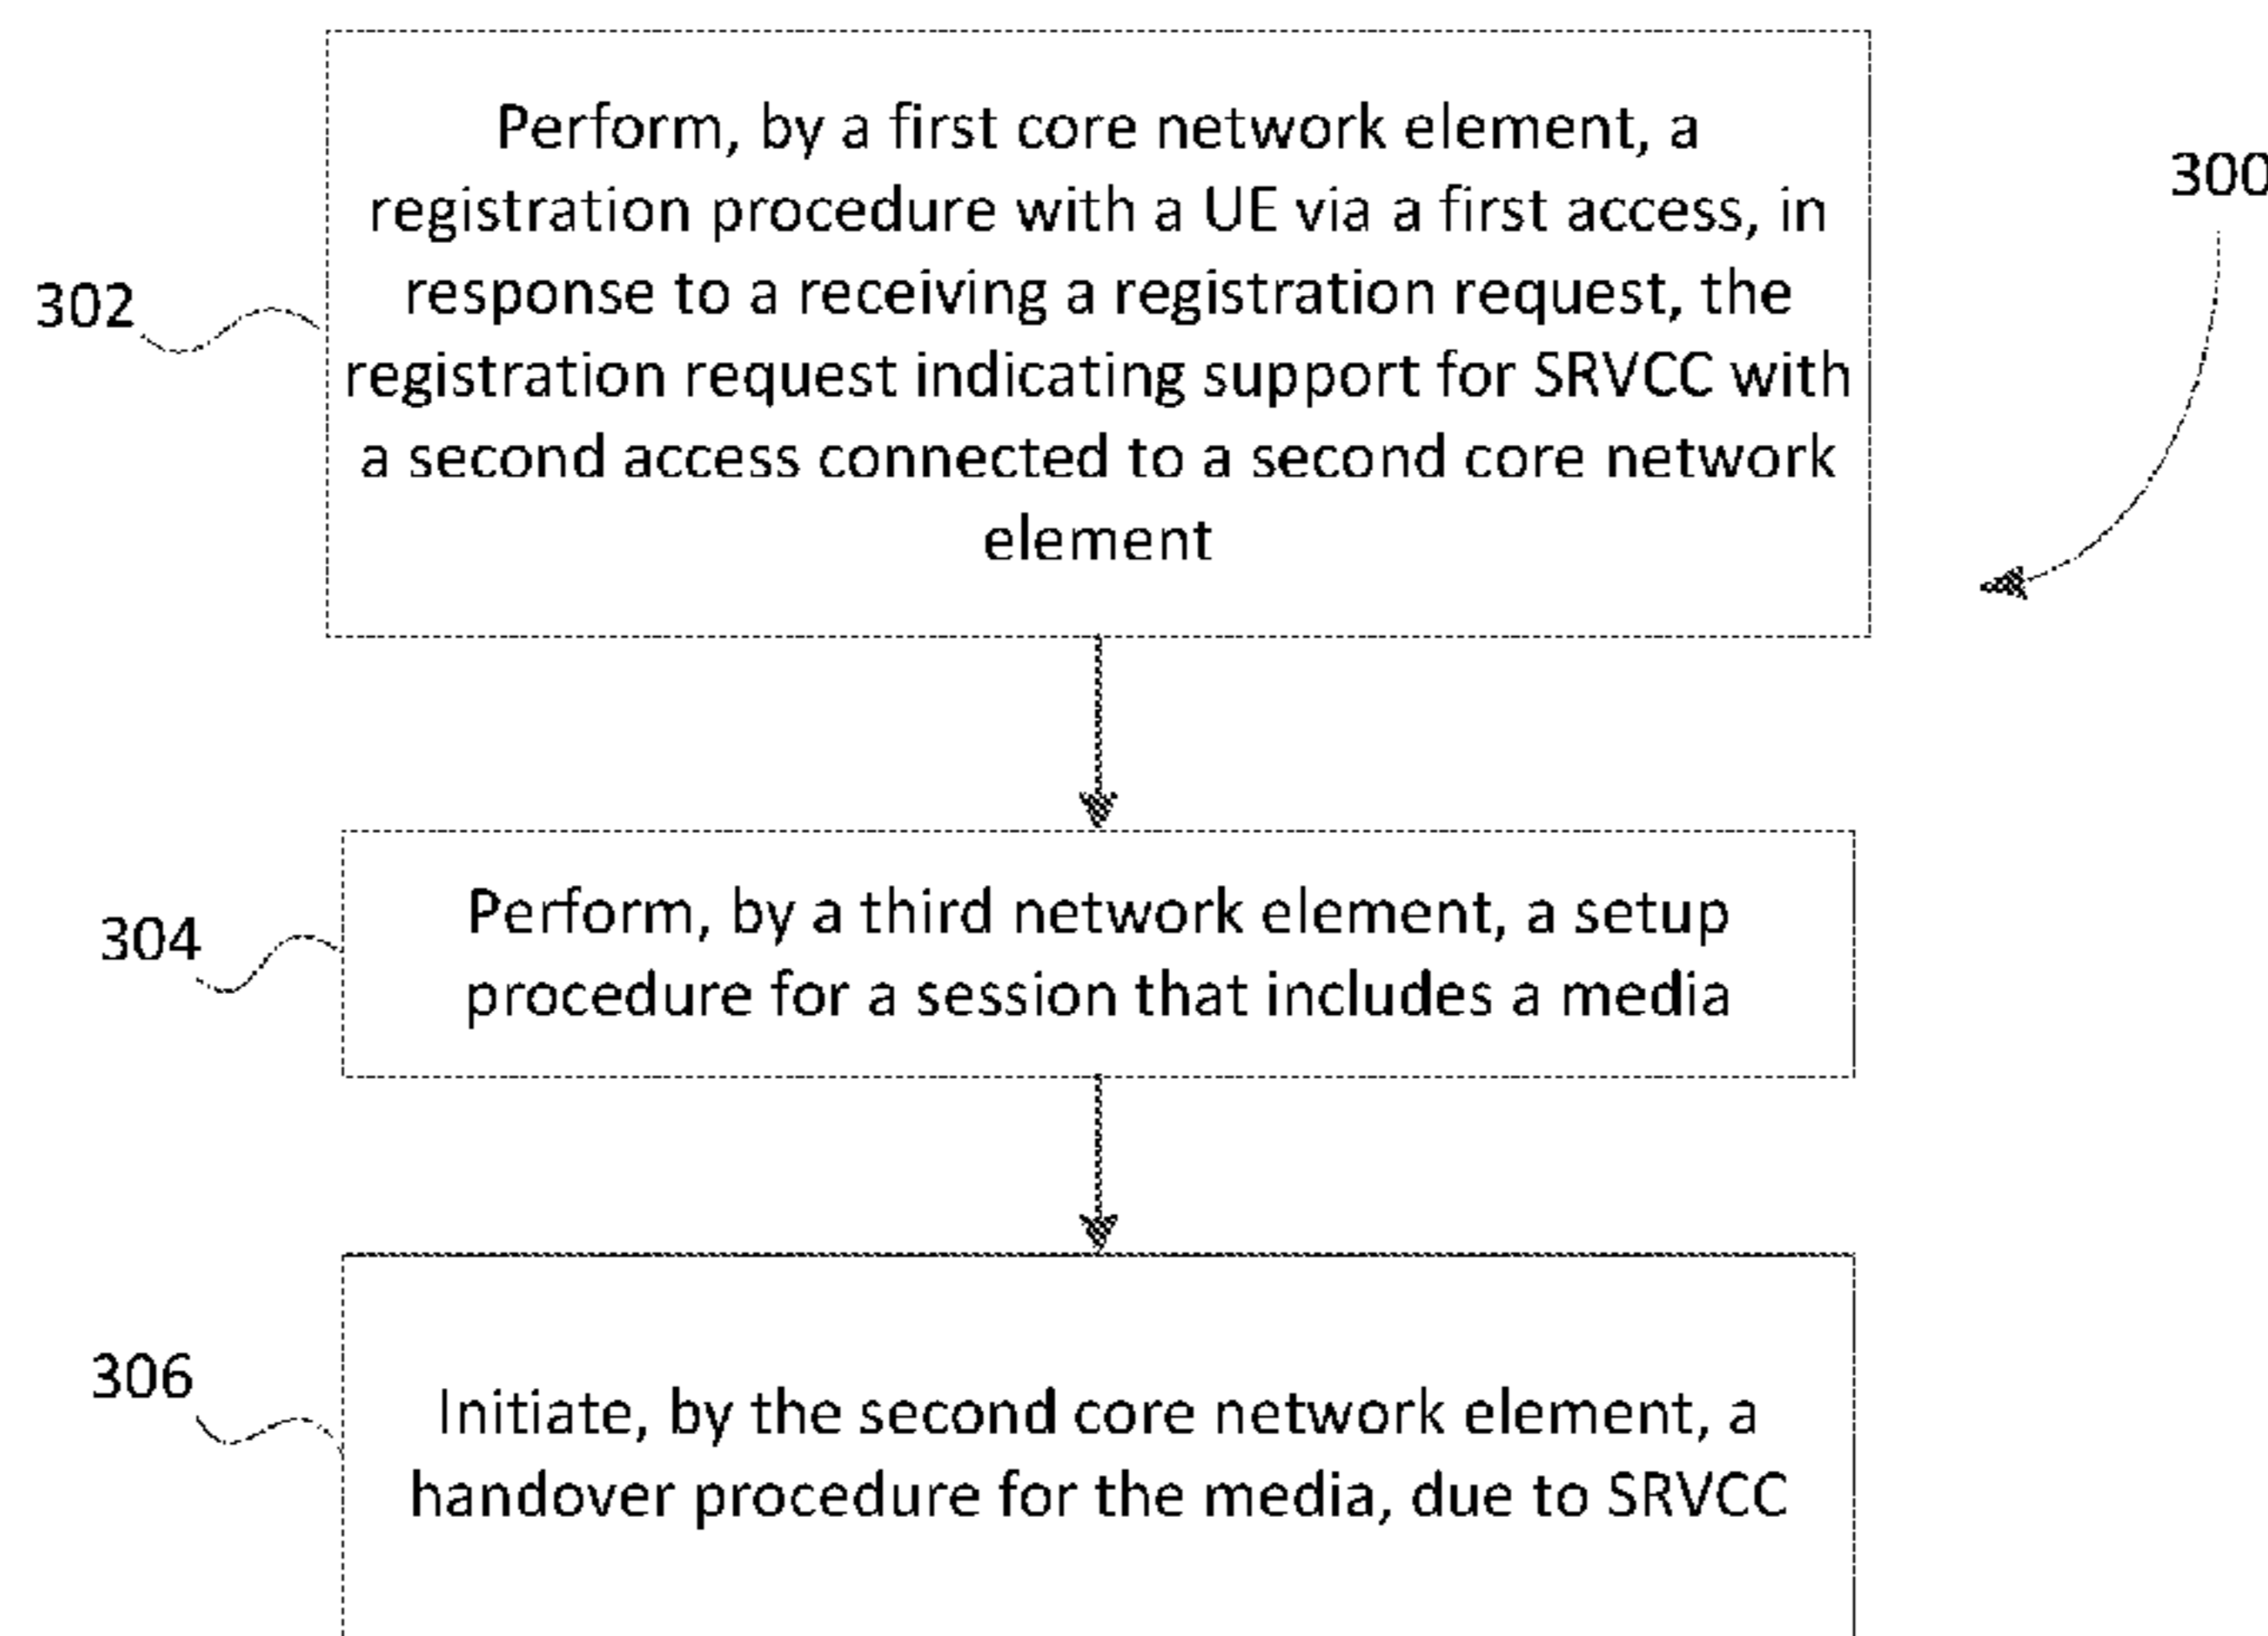 Perform, by a first core network element, a
300
registration procedure with a UE via a first access, in
302
response to a receiving a registration request, the
registration request indicating support for SRVCC with
a second access connected to a second core network
element
304
Perform, by a third network element, a setup
procedure for a session that includes a media
306
Initiate, by the second core network element, a
handover procedure for the media, due to SRVCC